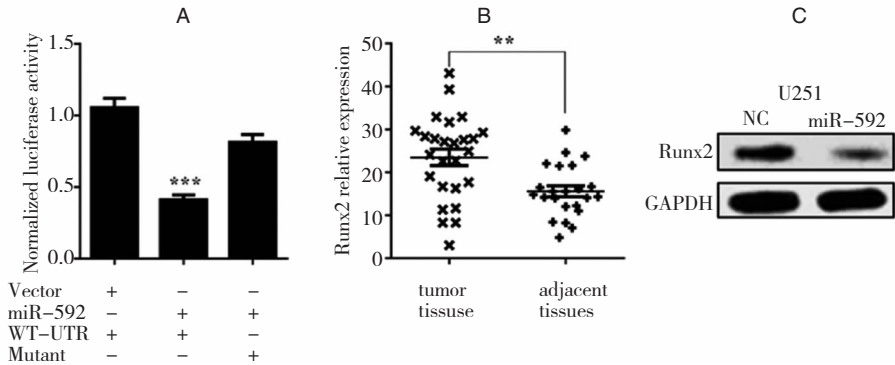 A
Normalized luciferase activity
1.5
1.0
0.5
0.0
***
Vector + − −
miR−592 − + +
WT−UTR + + −
Mutant − − +
B
Runx2 relative expression
50
40
30
20
10
0
**
tumor
tissuse
adjacent
tissues
C
U251
NC miR−592
Runx2
GAPDH